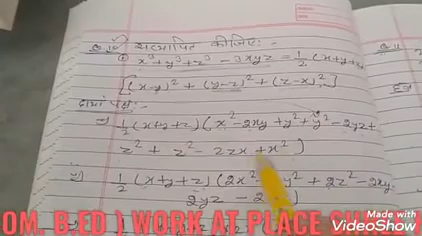 सत्यापित कीजिए:-
x³+y³+z³ -3xyz = 1/2 (x+y+
[(x-y)² + (y-z)² + (z-x)²]
दायां पक्ष:-
⇒ 1/2 (x+y+z) (x²-2xy+y²+y²-2yz+
z² + z² - 2zx + x²)
⇒ 1/2 (x+y+z) (2x² y² + 2z² - 2xy-
2yz - 2
OM. B.ED ) WORK AT PLACE
Made with
VideoShow